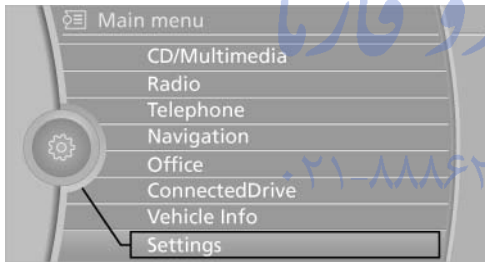 Main menu
CD/Multimedia
Radio
Telephone
Navigation
Office
ConnectedDrive
Vehicle Info
Settings